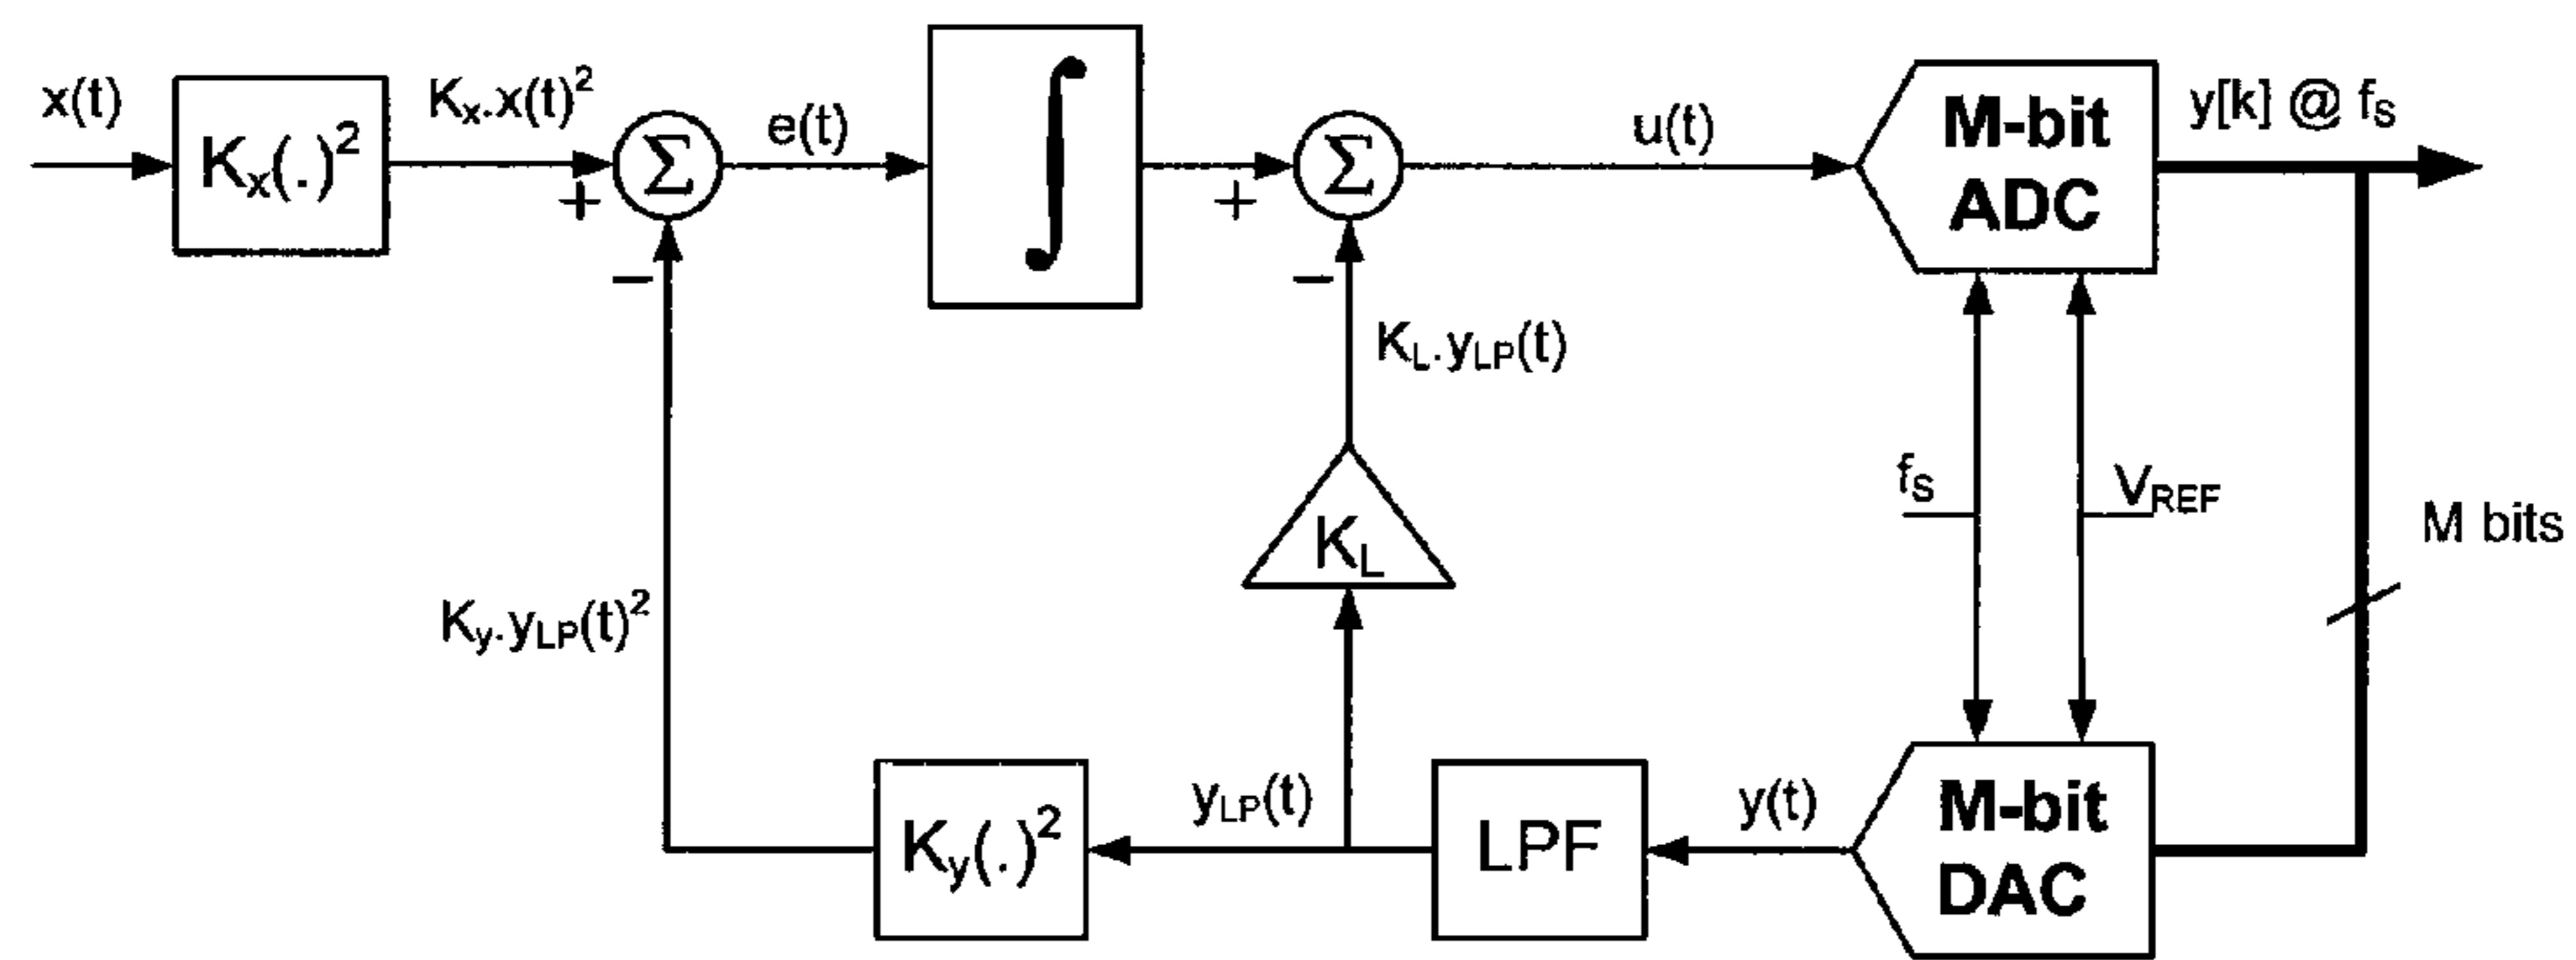 x(t)
Kₓ(.)²
Kₓ.x(t)²
+
−
Σ
e(t)
∫
+
−
Σ
u(t)
M-bit
ADC
y[k] @ fS
KL.yLP(t)
KL
fS
VREF
M bits
Ky.yLP(t)²
Ky(.)²
yLP(t)
LPF
y(t)
M-bit
DAC